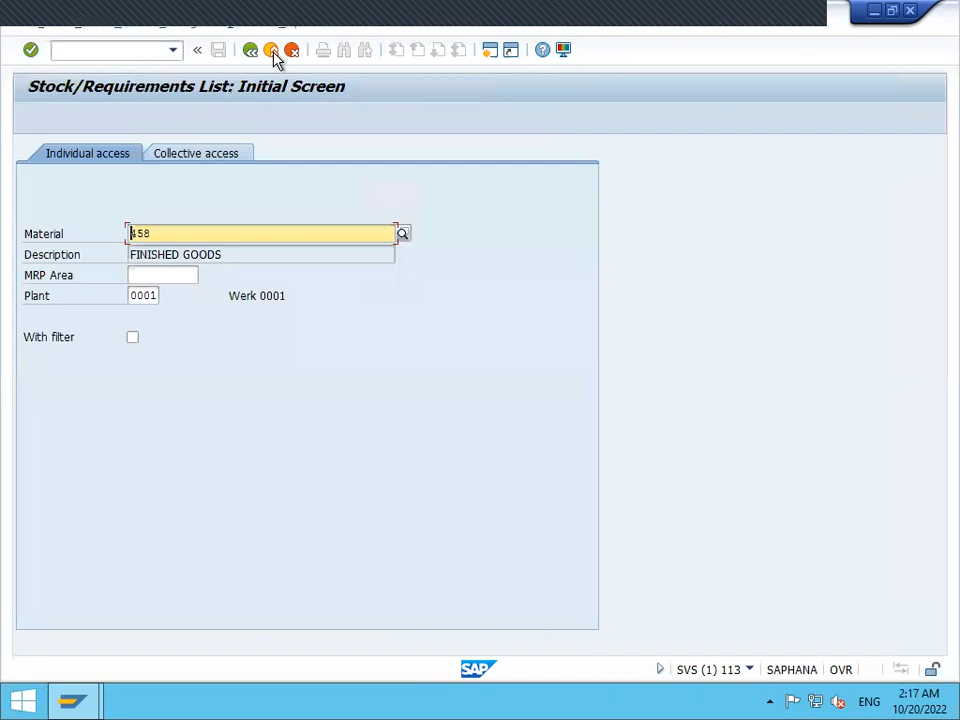 Stock/Requirements List: Initial Screen
Individual access
Collective access
Material
458
Description
FINISHED GOODS
MRP Area
Plant
0001
Werk 0001
With filter
SAP
SVS (1) 113
SAPHANA
OVR
ENG
2:17 AM
10/20/2022